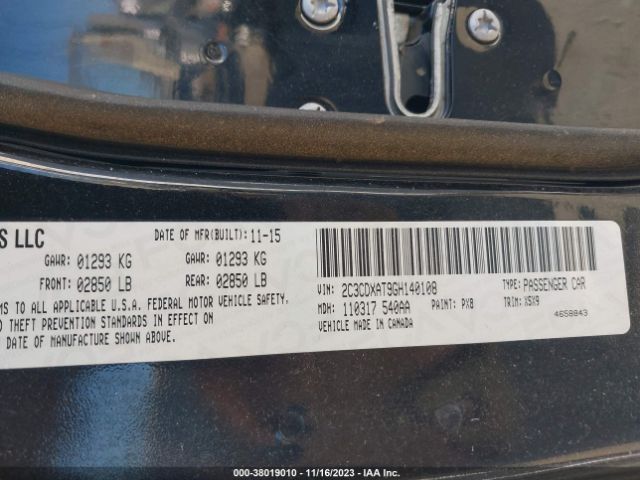 S LLC
DATE OF MFR(BUILT): 11-15
GAWR: 01293 KG GAWR: 01293 KG
FRONT: 02850 LB REAR: 02850 LB
MS TO ALL APPLICABLE U.S.A. FEDERAL MOTOR VEHICLE SAFETY.
THEFT PREVENTION STANDARDS IN EFFECT ON
DATE OF MANUFACTURE SHOWN ABOVE.
VIN: 2C3CDXAT9GH140108 TYPE: PASSENGER CAR
MDH: 110317 540AA PAINT: PX8 TRIM: X5X9
VEHICLE MADE IN CANADA 4658843
000-38019010 - 11/16/2023 - IAA Inc.